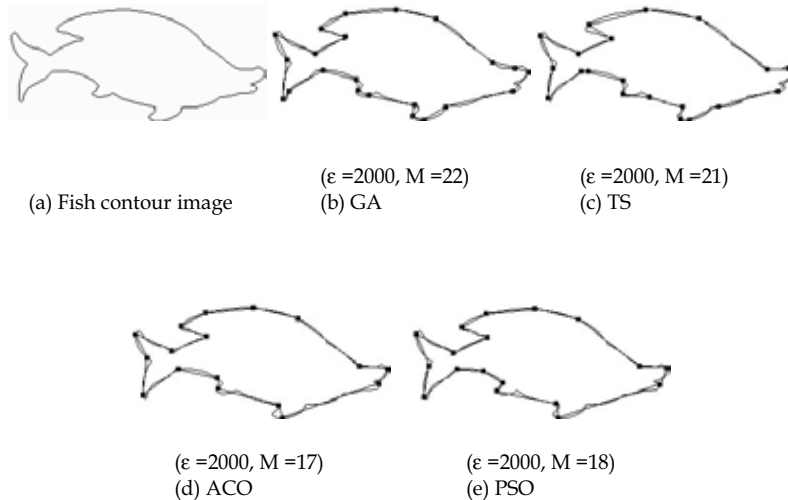 (ε =2000, M =22)
(ε =2000, M =21)
(a) Fish contour image
(b) GA
(c) TS
(ε =2000, M =17)
(ε =2000, M =18)
(d) ACO
(e) PSO